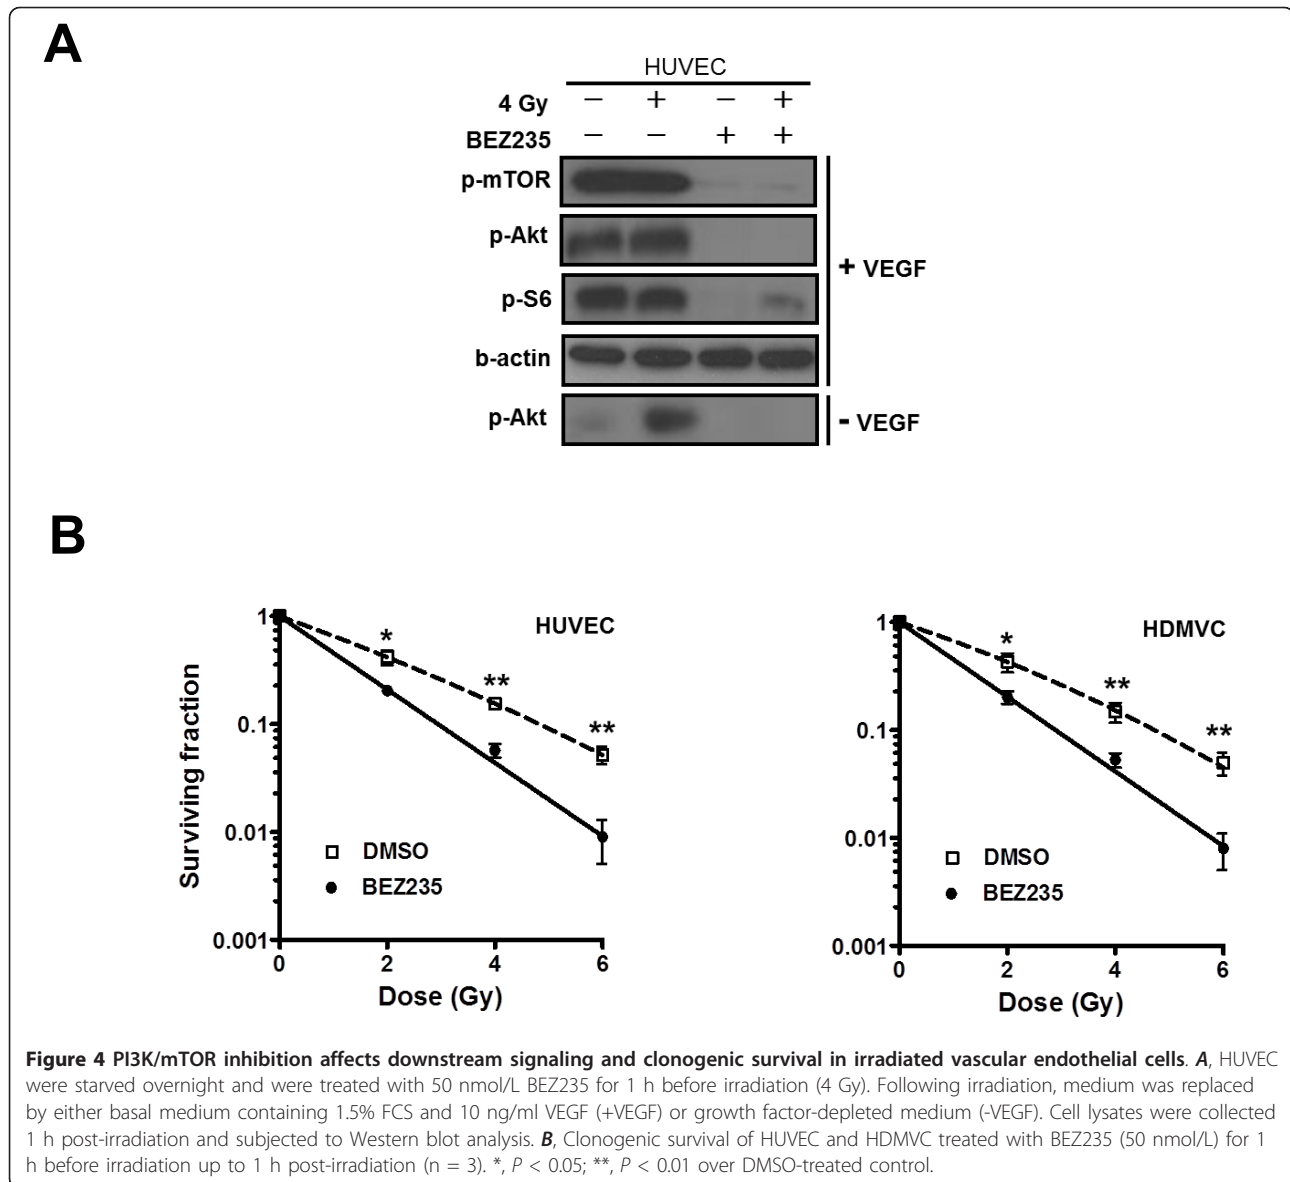 A
HUVEC
4 Gy − + − +
BEZ235 − − + +
p-mTOR
p-Akt
p-S6
b-actin
+ VEGF
p-Akt
- VEGF
B
HUVEC
Surviving fraction
1
0.1
0.01
0.001
* ** **
DMSO
BEZ235
0 2 4 6
Dose (Gy)
HDMVC
1
0.1
0.01
0.001
* ** **
DMSO
BEZ235
0 2 4 6
Dose (Gy)
Figure 4 PI3K/mTOR inhibition affects downstream signaling and clonogenic survival in irradiated vascular endothelial cells. A, HUVEC
were starved overnight and were treated with 50 nmol/L BEZ235 for 1 h before irradiation (4 Gy). Following irradiation, medium was replaced
by either basal medium containing 1.5% FCS and 10 ng/ml VEGF (+VEGF) or growth factor-depleted medium (-VEGF). Cell lysates were collected
1 h post-irradiation and subjected to Western blot analysis. B, Clonogenic survival of HUVEC and HDMVC treated with BEZ235 (50 nmol/L) for 1
h before irradiation up to 1 h post-irradiation (n = 3). *, P < 0.05; **, P < 0.01 over DMSO-treated control.